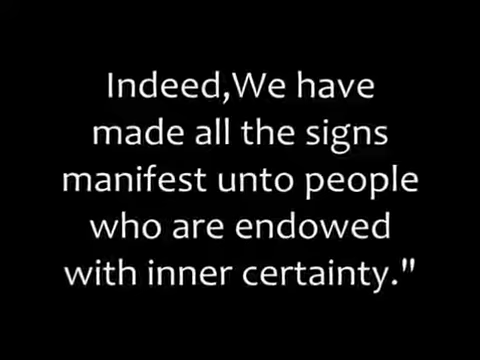 Indeed,We have
made all the signs
manifest unto people
who are endowed
with inner certainty."